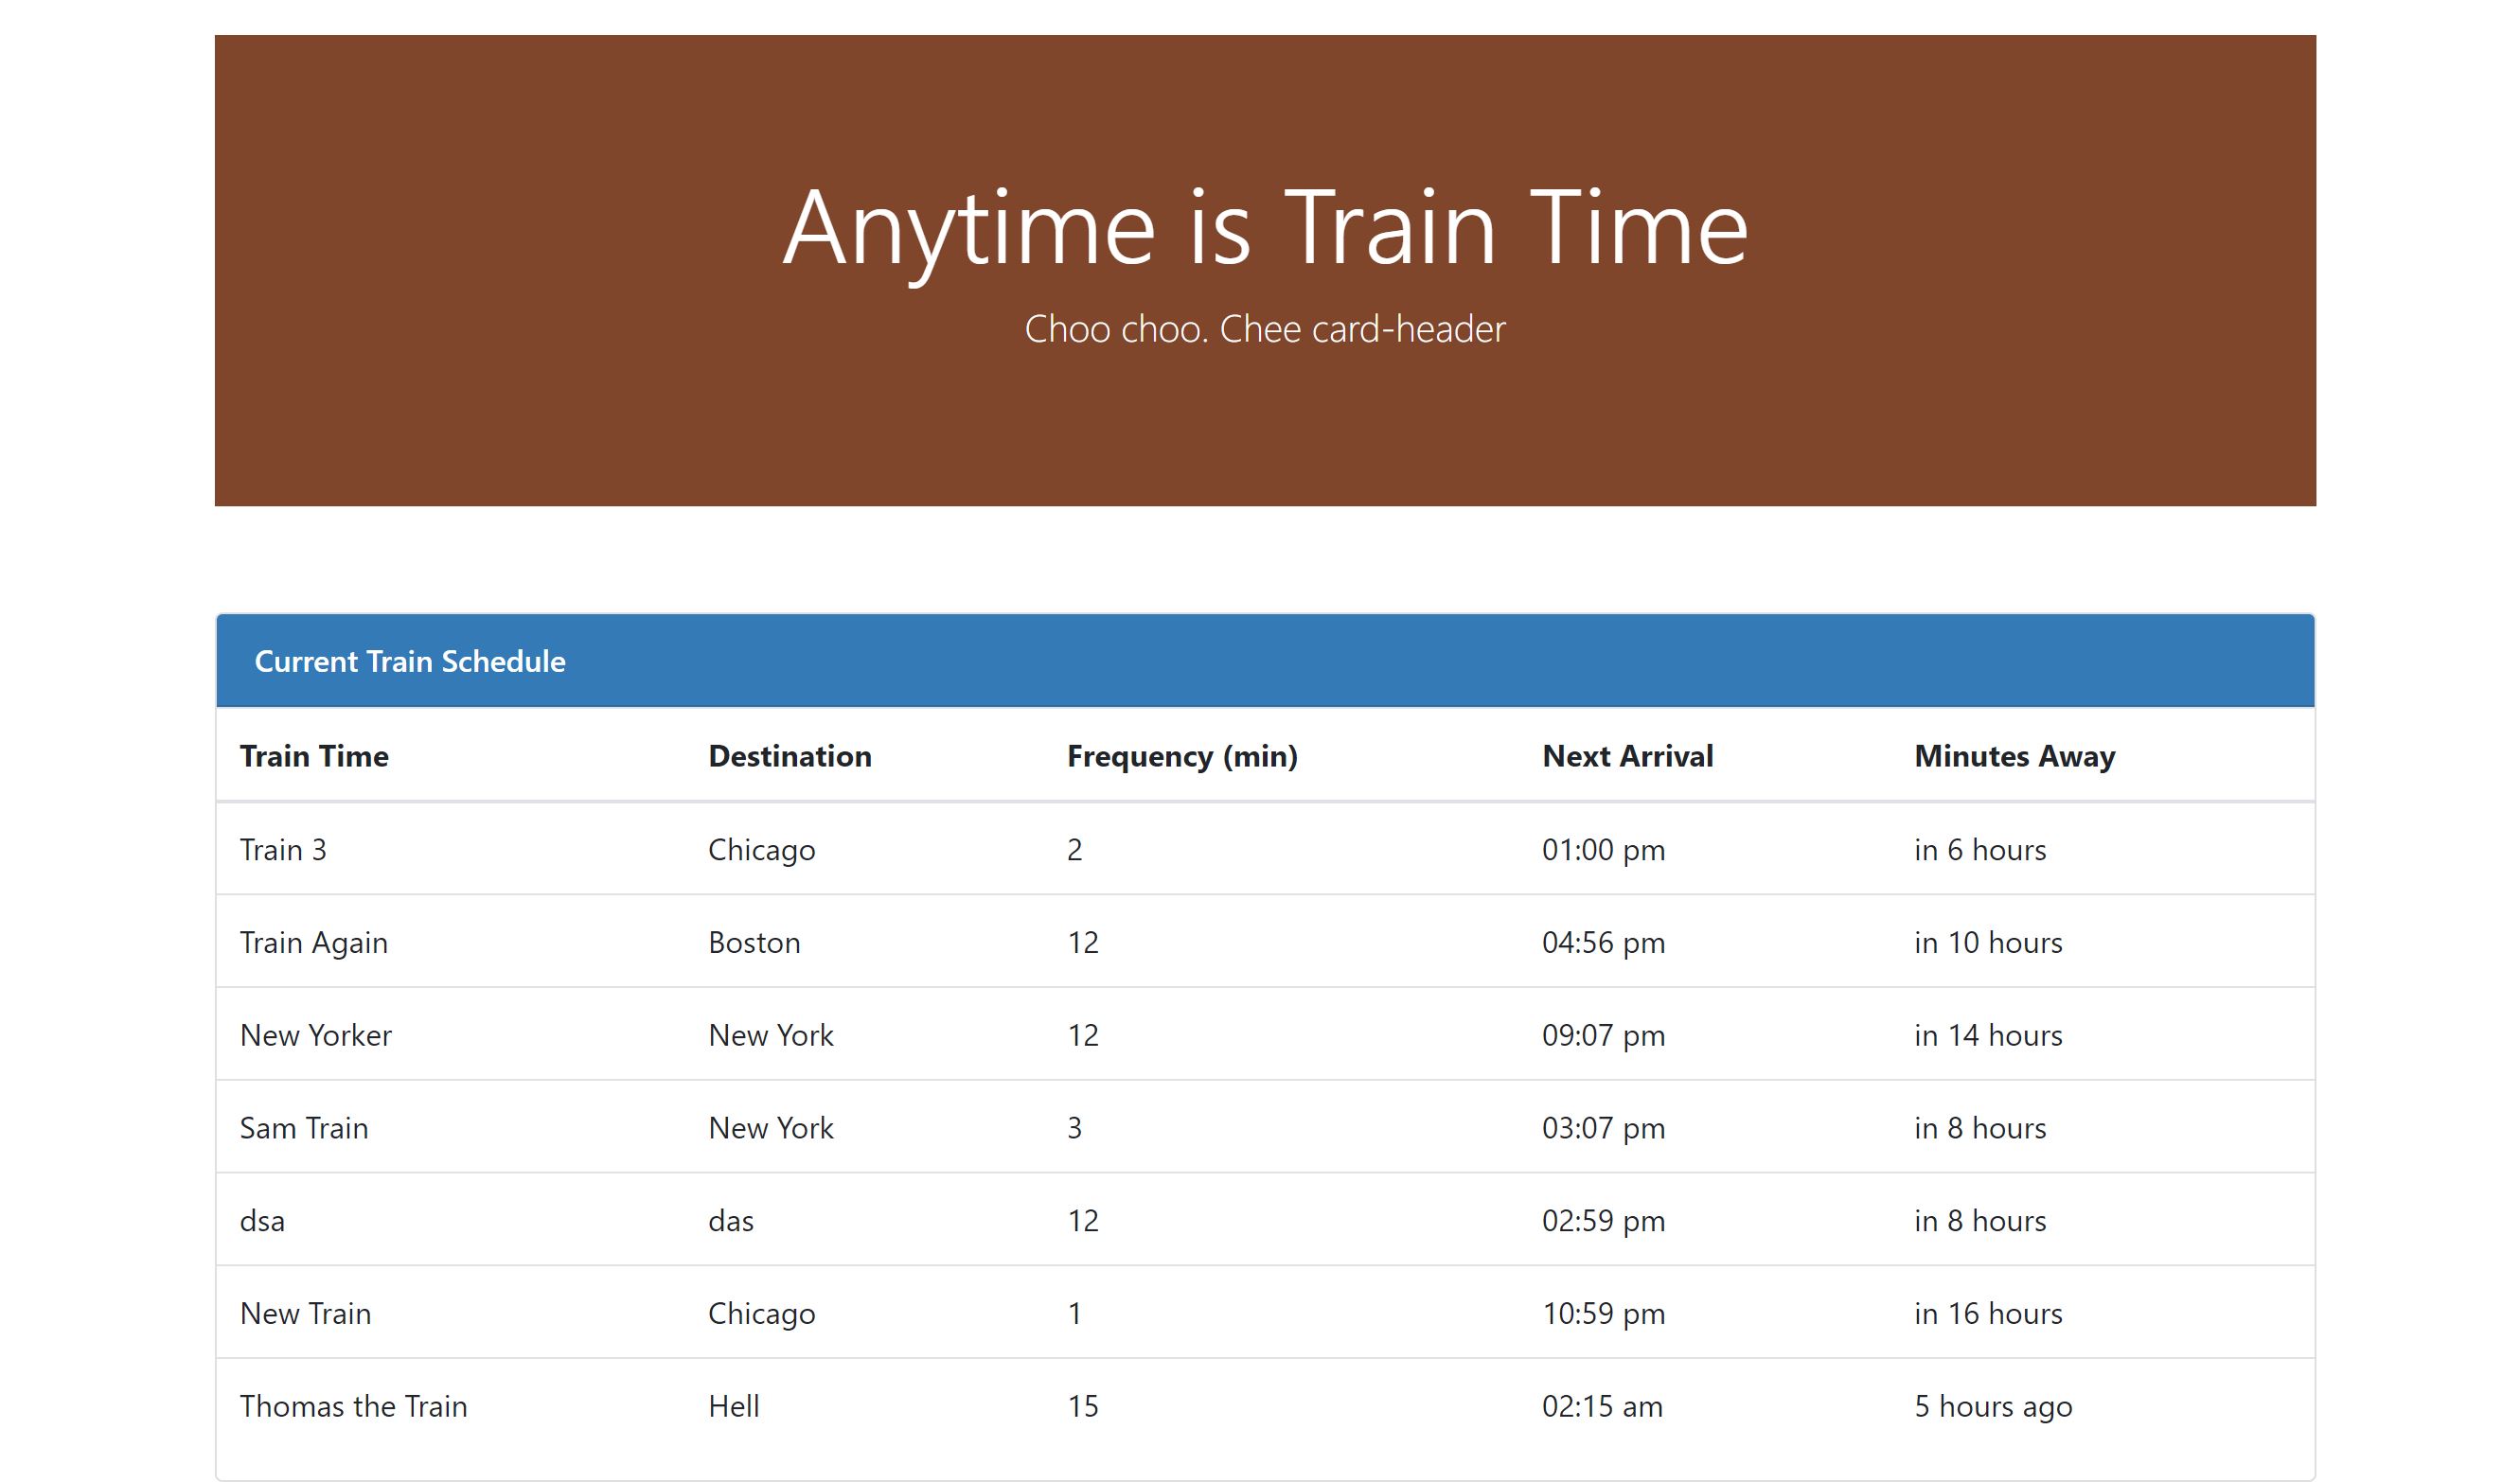 Anytime is Train Time
Choo choo. Chee card-header
Current Train Schedule
Train Time Destination Frequency (min) Next Arrival Minutes Away
Train 3 Chicago 2 01:00 pm in 6 hours
Train Again Boston 12 04:56 pm in 10 hours
New Yorker New York 12 09:07 pm in 14 hours
Sam Train New York 3 03:07 pm in 8 hours
dsa das 12 02:59 pm in 8 hours
New Train Chicago 1 10:59 pm in 16 hours
Thomas the Train Hell 15 02:15 am 5 hours ago